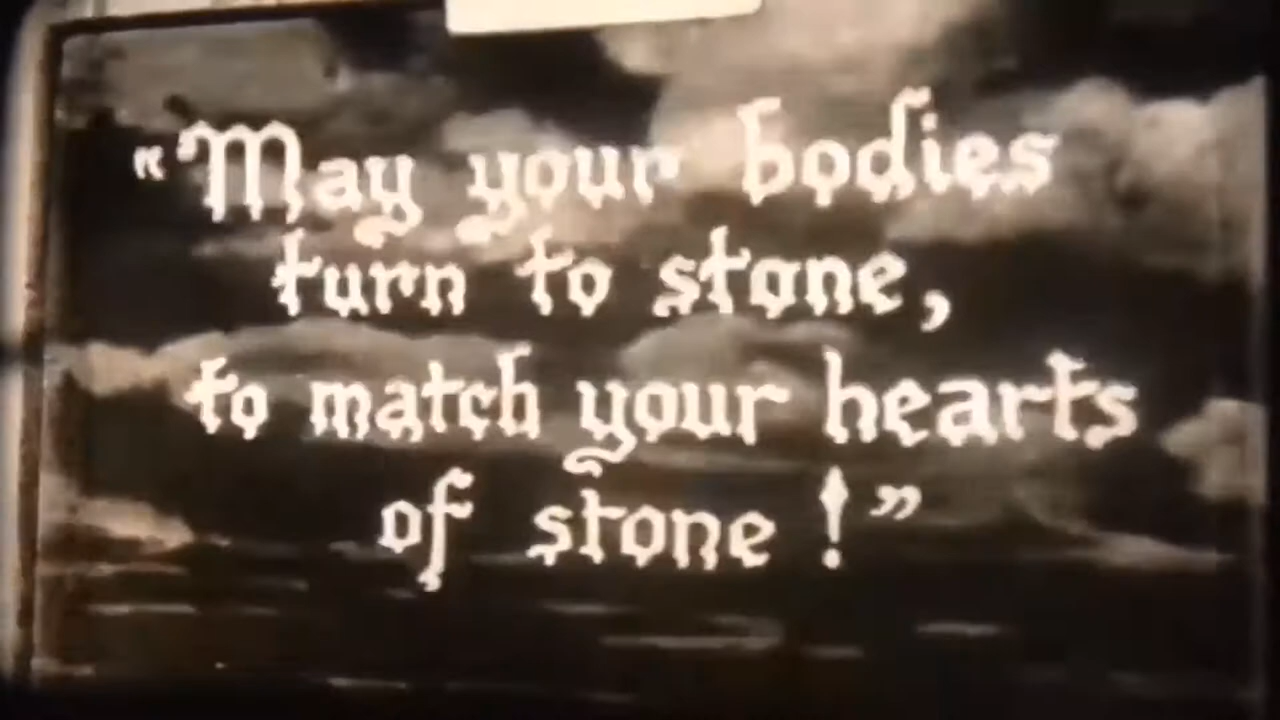 “May your bodies
turn to stone,
to match your hearts
of stone!”